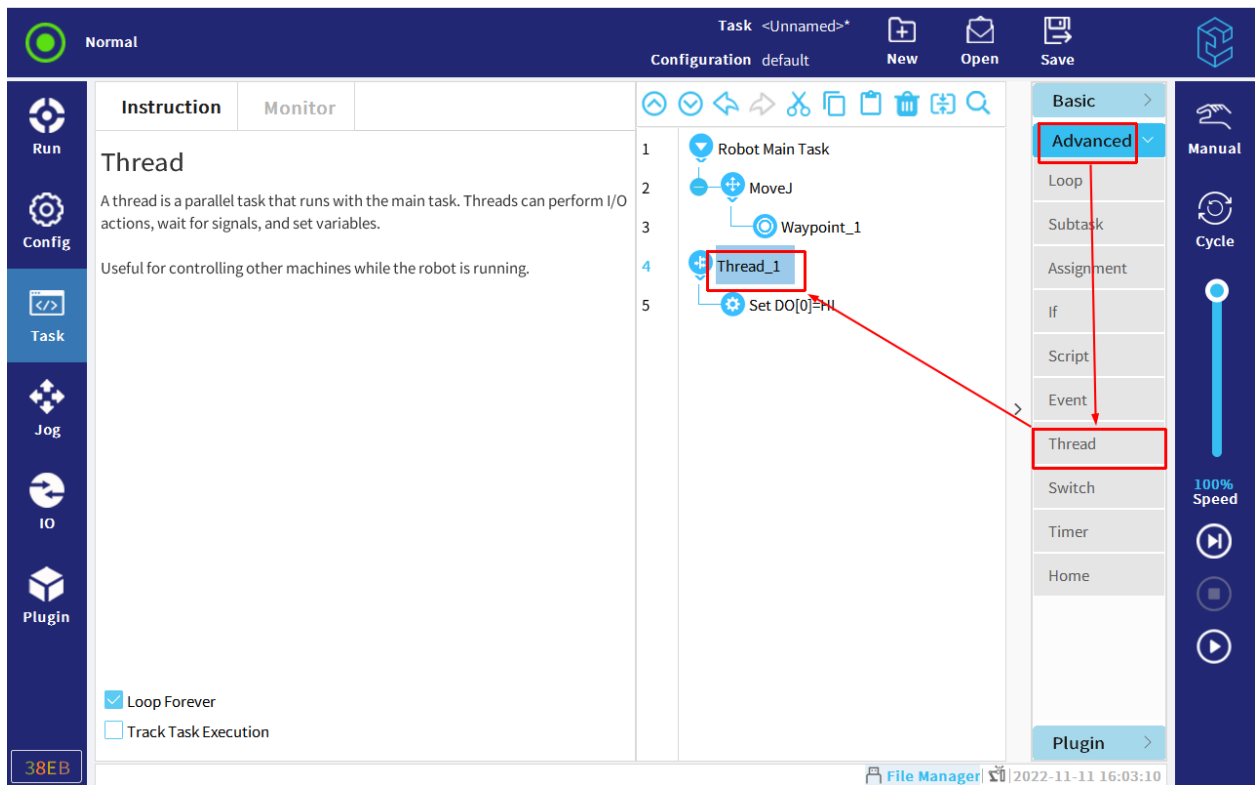 Normal
Task <Unnamed>*
Configuration default
New
Open
Save
Run
Config
Task
Jog
IO
Plugin
38EB
Instruction
Monitor
Thread
A thread is a parallel task that runs with the main task. Threads can perform I/O
actions, wait for signals, and set variables.
Useful for controlling other machines while the robot is running.
Loop Forever
Track Task Execution
1 Robot Main Task
2 MoveJ
3 Waypoint_1
4 Thread_1
5 Set DO[0]=HI
Basic
Advanced
Loop
Subtask
Assignment
If
Script
Event
Thread
Switch
Timer
Home
Plugin
Manual
Cycle
100%
Speed
File Manager
2022-11-11 16:03:10